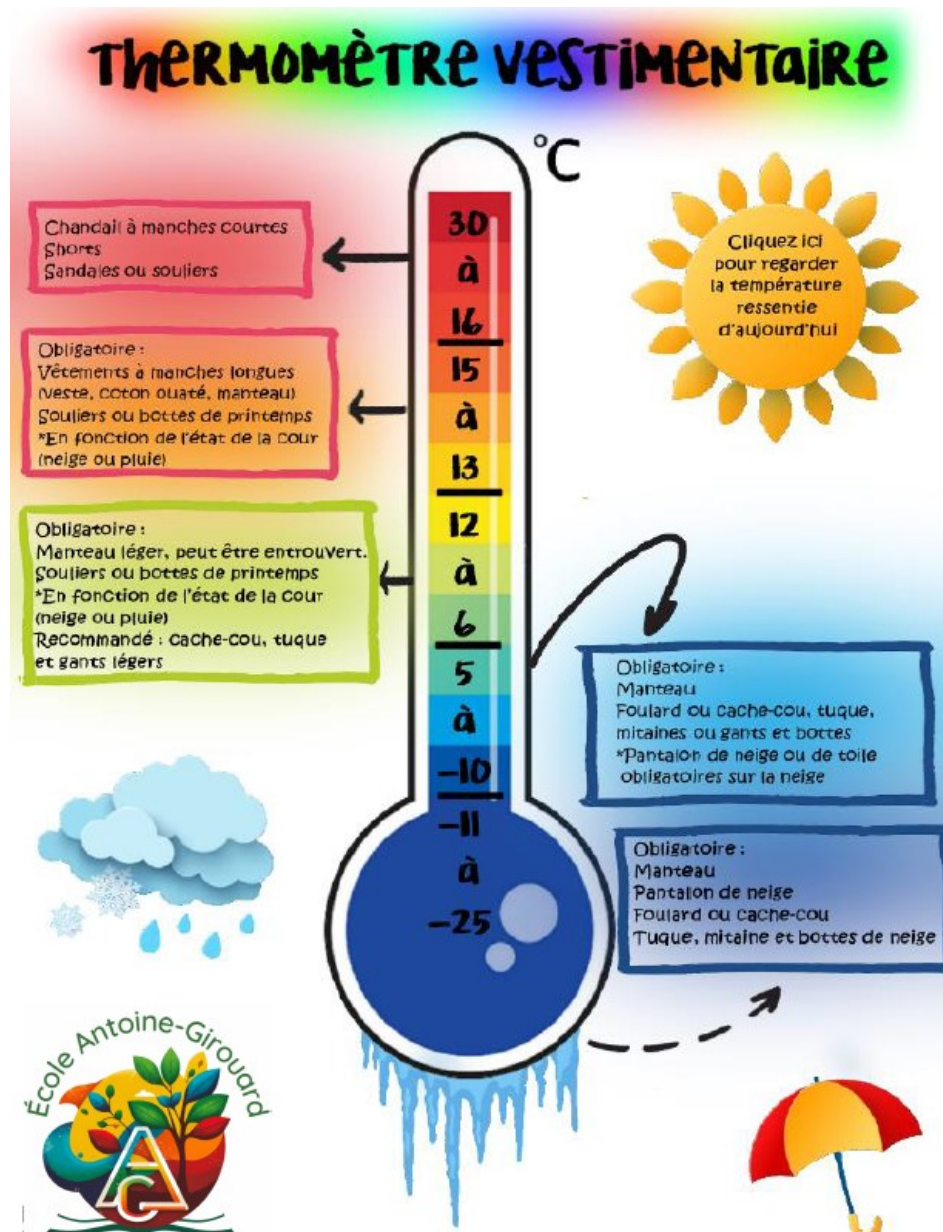 THERMOMÈTRE VESTIMENTAIRE
°C
Chandail à manches courtes
Shorts
Sandales ou souliers
Obligatoire :
Vêtements à manches longues
(veste, coton ouaté, manteau)
Souliers ou bottes de printemps
*En fonction de l'état de la cour
(neige ou pluie)
Obligatoire :
Manteau léger, peut être entrouvert.
Souliers ou bottes de printemps
*En fonction de l'état de la cour
(neige ou pluie)
Recommandé : cache-cou, tuque
et gants légers
30
à
16
15
à
13
12
à
6
5
à
-10
-11
à
-25
Cliquez ici
pour regarder
la température
ressentie
d'aujourd'hui
Obligatoire :
Manteau
Foulard ou cache-cou, tuque,
mitaines ou gants et bottes
*Pantalon de neige ou de toile
obligatoires sur la neige
Obligatoire :
Manteau
Pantalon de neige
Foulard ou cache-cou
Tuque, mitaine et bottes de neige
École Antoine-Girouard
AG